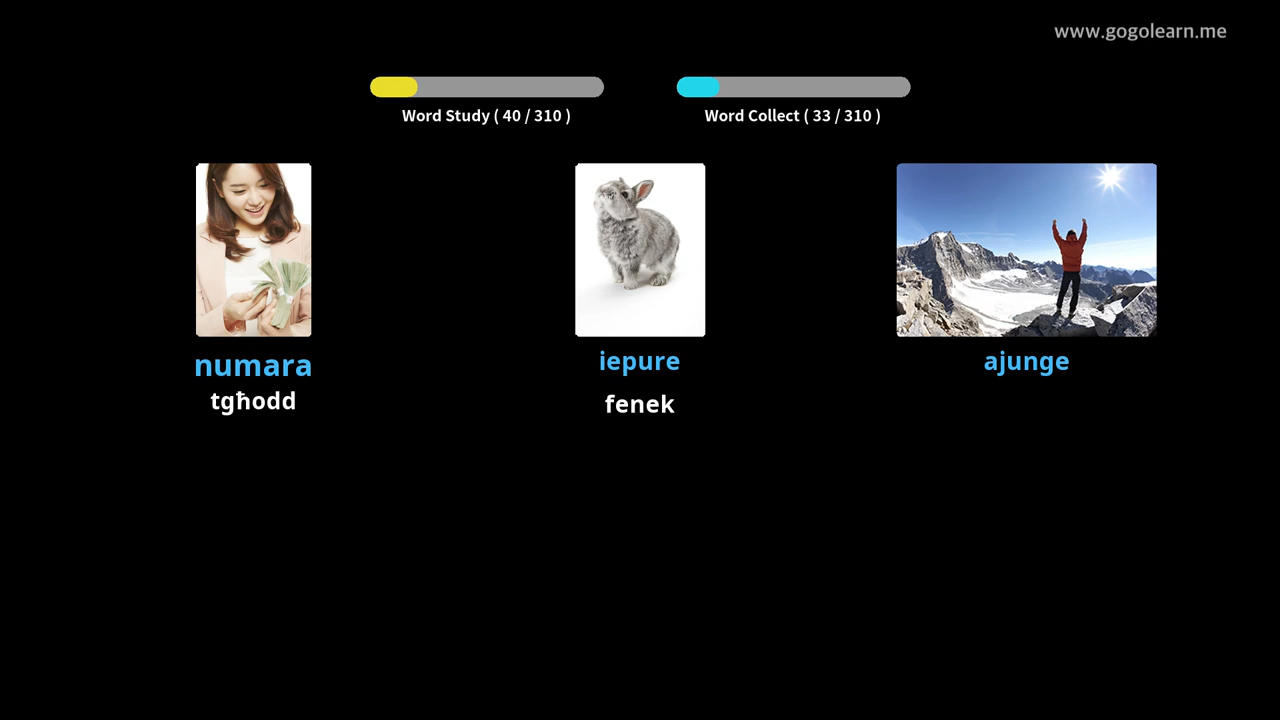 www.gogolearn.me
Word Study ( 40 / 310 )
Word Collect ( 33 / 310 )
numara
tgħodd
iepure
fenek
ajunge